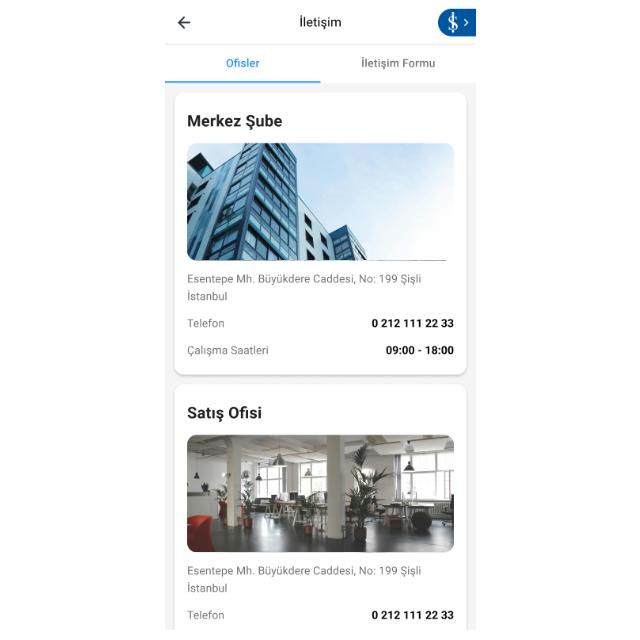 İletişim
Ofisler
İletişim Formu
Merkez Şube
Esentepe Mh. Büyükdere Caddesi, No: 199 Şişli
İstanbul
Telefon 0 212 111 22 33
Çalışma Saatleri 09:00 - 18:00
Satış Ofisi
Esentepe Mh. Büyükdere Caddesi, No: 199 Şişli
İstanbul
Telefon 0 212 111 22 33